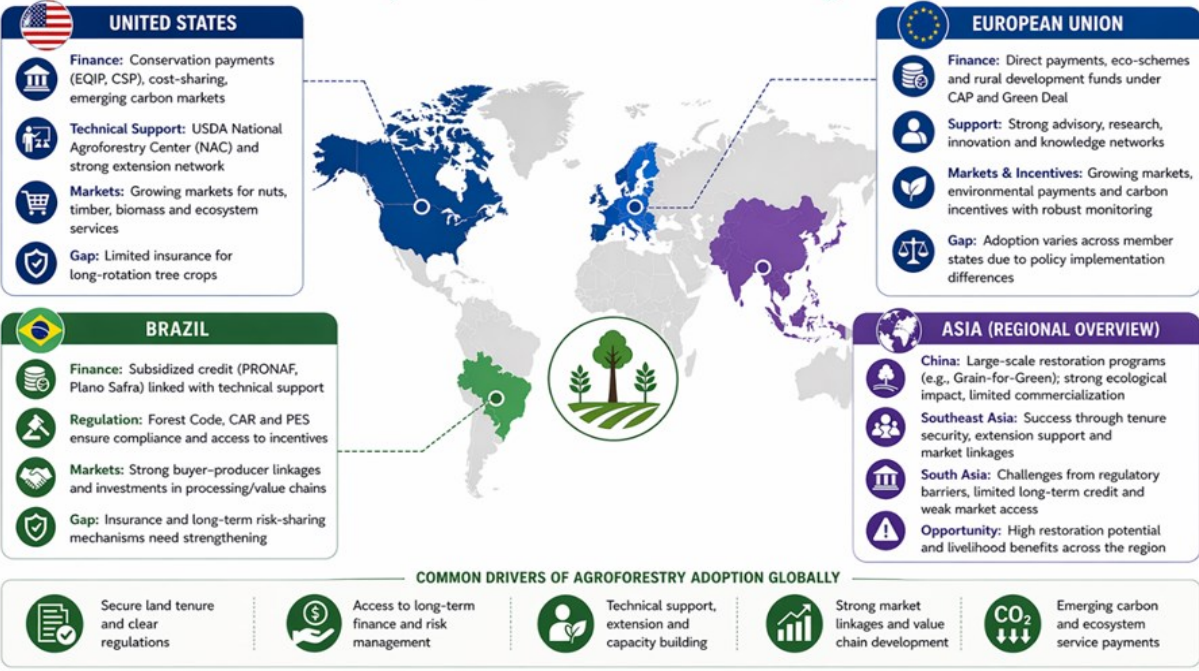 UNITED STATES
Finance: Conservation payments
(EQIP, CSP), cost-sharing,
emerging carbon markets
Technical Support: USDA National
Agroforestry Center (NAC) and
strong extension network
Markets: Growing markets for nuts,
timber, biomass and ecosystem
services
Gap: Limited insurance for
long-rotation tree crops
EUROPEAN UNION
Finance: Direct payments, eco-schemes
and rural development funds under
CAP and Green Deal
Support: Strong advisory, research,
innovation and knowledge networks
Markets & Incentives: Growing markets,
environmental payments and carbon
incentives with robust monitoring
Gap: Adoption varies across member
states due to policy implementation
differences
BRAZIL
Finance: Subsidized credit (PRONAF,
Plano Safra) linked with technical support
Regulation: Forest Code, CAR and PES
ensure compliance and access to incentives
Markets: Strong buyer–producer linkages
and investments in processing/value chains
Gap: Insurance and long-term risk-sharing
mechanisms need strengthening
ASIA (REGIONAL OVERVIEW)
China: Large-scale restoration programs
(e.g., Grain-for-Green); strong ecological
impact, limited commercialization
Southeast Asia: Success through tenure
security, extension support and
market linkages
South Asia: Challenges from regulatory
barriers, limited long-term credit and
weak market access
Opportunity: High restoration potential
and livelihood benefits across the region
COMMON DRIVERS OF AGROFORESTRY ADOPTION GLOBALLY
Secure land tenure
and clear
regulations
$
Access to long-term
finance and risk
management
Technical support,
extension and
capacity building
Strong market
linkages and value
chain development
CO₂
Emerging carbon
and ecosystem
service payments